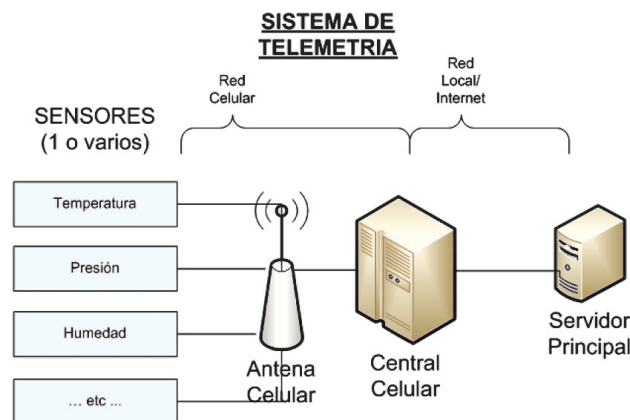 SISTEMA DE
TELEMETRIA
Red
Celular
Red
Local/
Internet
SENSORES
(1 o varios)
Temperatura
Presión
Humedad
... etc ...
Antena
Celular
Central
Celular
Servidor
Principal